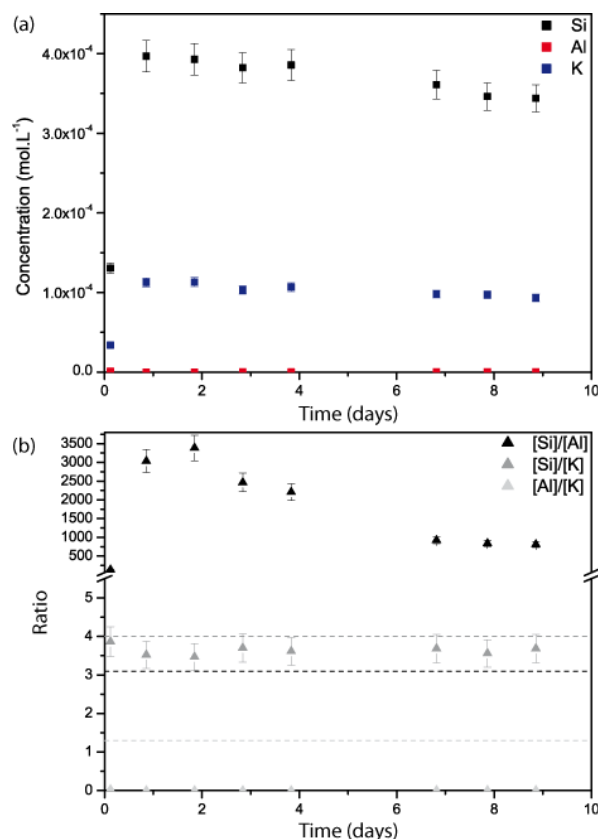 (a)
Si
Al
K
4.0x10⁻⁴
3.0x10⁻⁴
2.0x10⁻⁴
1.0x10⁻⁴
0.0
Concentration (mol.L⁻¹)
0 2 4 6 8 10
Time (days)
(b)
[Si]/[Al]
[Si]/[K]
[Al]/[K]
3500
3000
2500
2000
1500
1000
500
5
4
3
2
1
0
Ratio
0 2 4 6 8 10
Time (days)